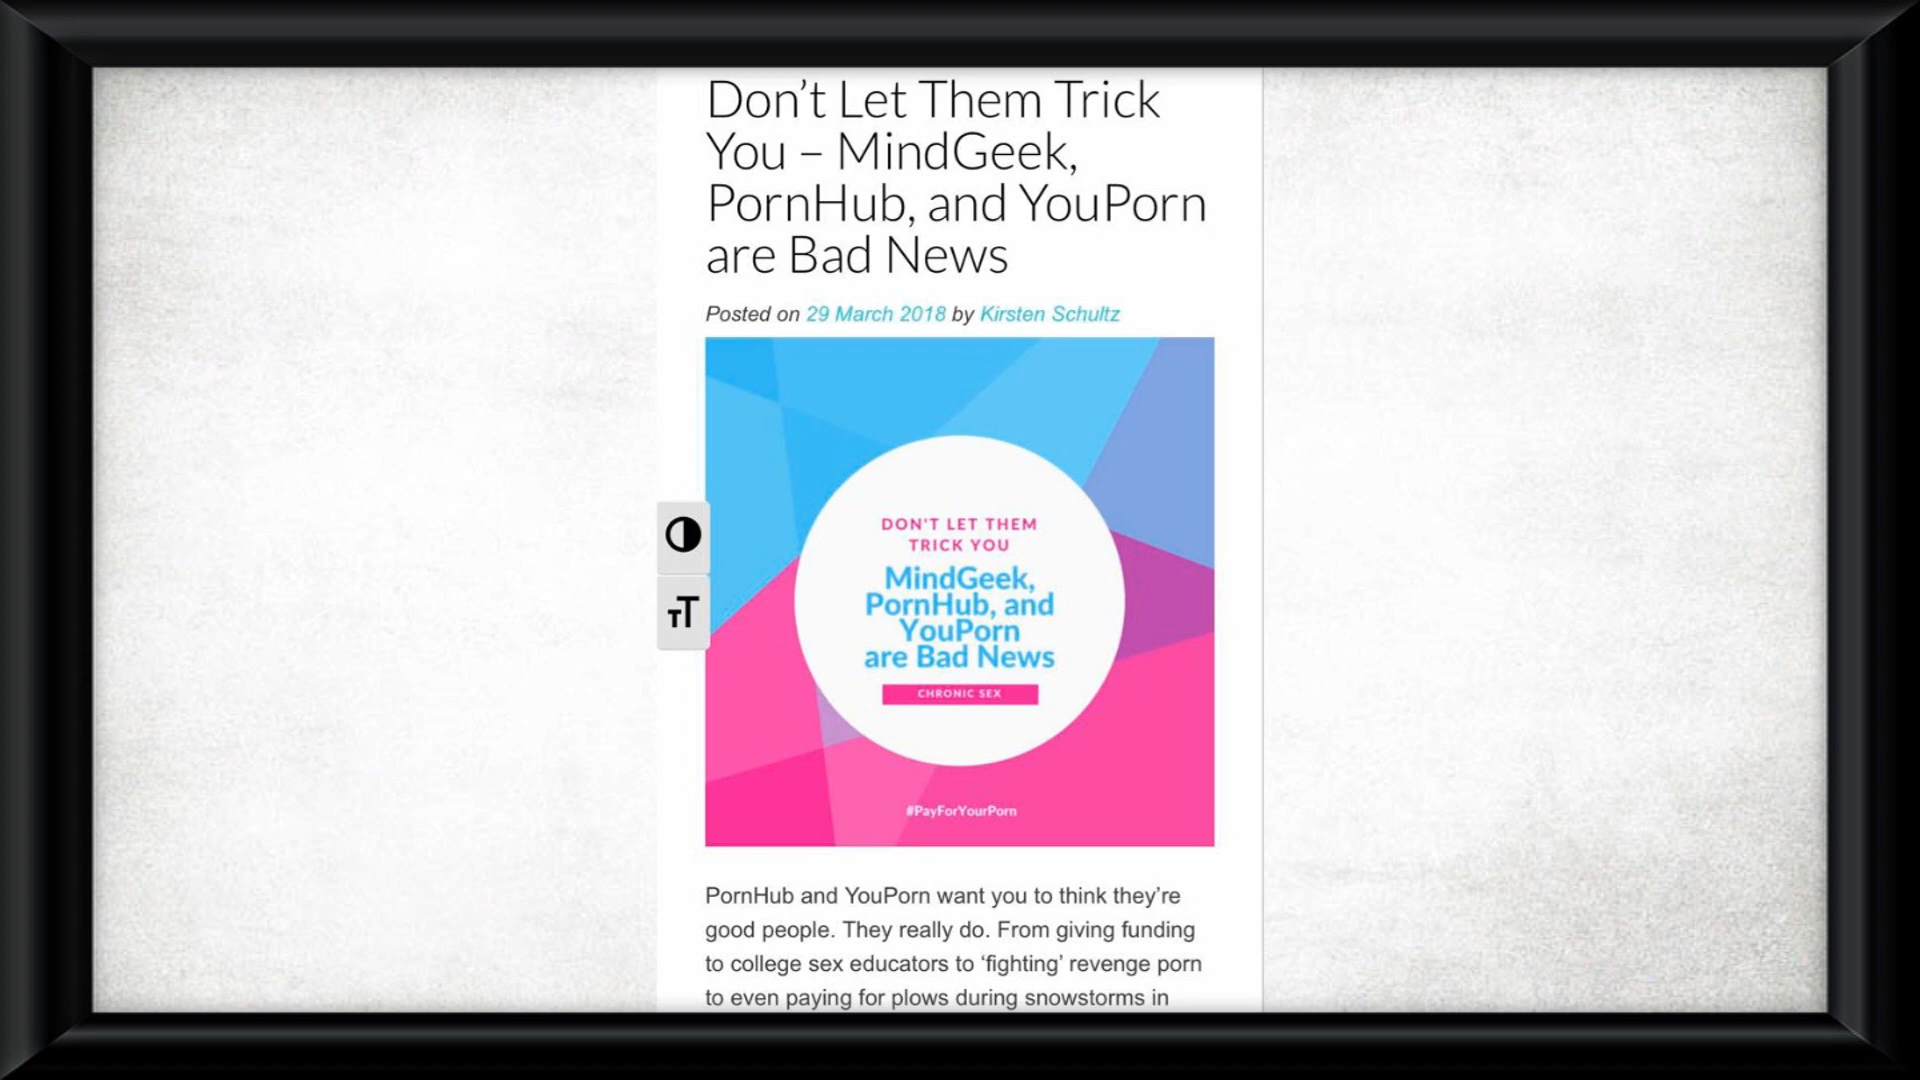 Don’t Let Them Trick
You – MindGeek,
PornHub, and YouPorn
are Bad News
Posted on 29 March 2018 by Kirsten Schultz
DON'T LET THEM
TRICK YOU
MindGeek,
PornHub, and
YouPorn
are Bad News
CHRONIC SEX
#PayForYourPorn
TT
PornHub and YouPorn want you to think they’re
good people. They really do. From giving funding
to college sex educators to ‘fighting’ revenge porn
to even paying for plows during snowstorms in